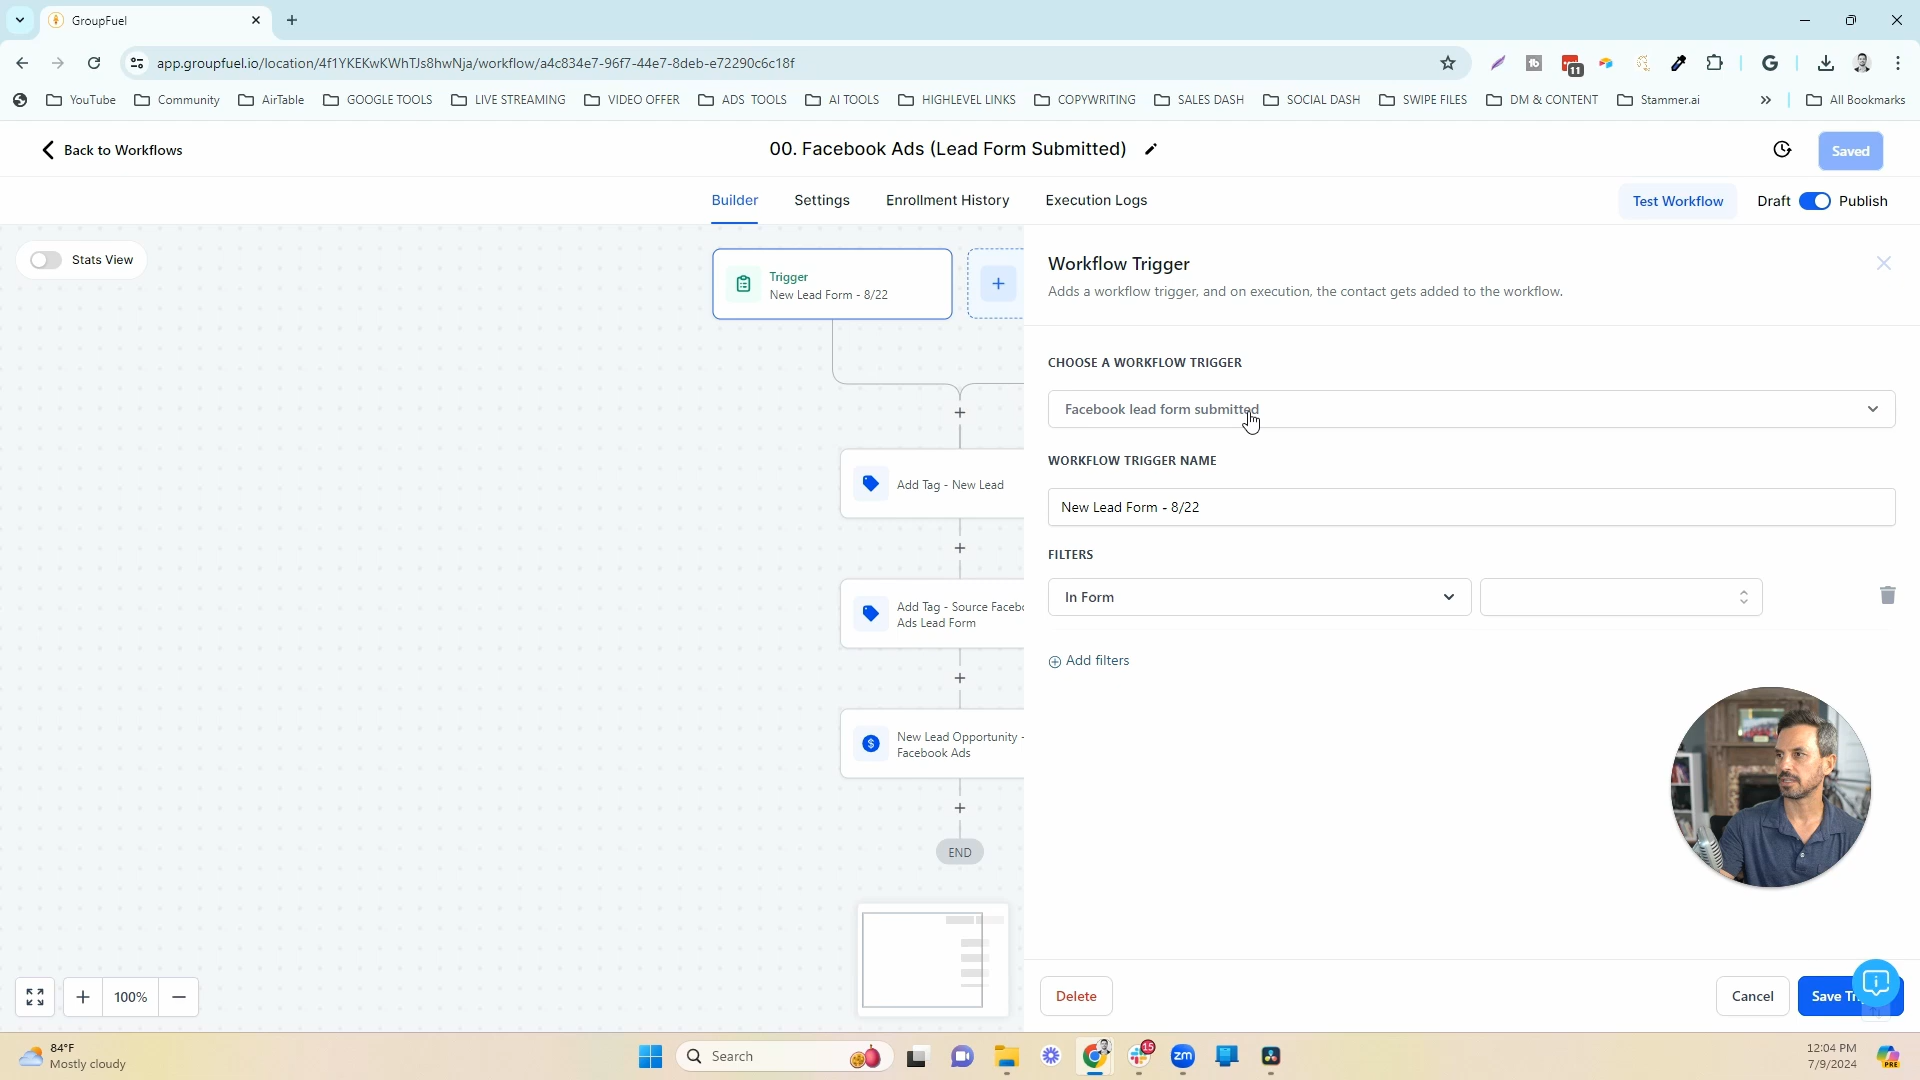 GroupFuel
app.groupfuel.io/location/4f1YKEKwKWhTJs8hwNja/workflow/a4c834e7-96f7-44e7-8deb-e72290c6c18f
11
YouTube
Community
AirTable
GOOGLE TOOLS
LIVE STREAMING
VIDEO OFFER
ADS TOOLS
AI TOOLS
HIGHLEVEL LINKS
COPYWRITING
SALES DASH
SOCIAL DASH
SWIPE FILES
DM & CONTENT
Stammer.ai
All Bookmarks
Back to Workflows
00. Facebook Ads (Lead Form Submitted)
Saved
Builder
Settings
Enrollment History
Execution Logs
Test Workflow
Draft
Publish
Stats View
Trigger
New Lead Form - 8/22
Add Tag - New Lead
Add Tag - Source Facebo
Ads Lead Form
New Lead Opportunity -
Facebook Ads
END
100%
Workflow Trigger
Adds a workflow trigger, and on execution, the contact gets added to the workflow.
CHOOSE A WORKFLOW TRIGGER
Facebook lead form submitted
WORKFLOW TRIGGER NAME
New Lead Form - 8/22
FILTERS
In Form
Add filters
Delete
Cancel
Save Tr
84°F
Mostly cloudy
Search
15
zm
12:04 PM
7/9/2024
PRE